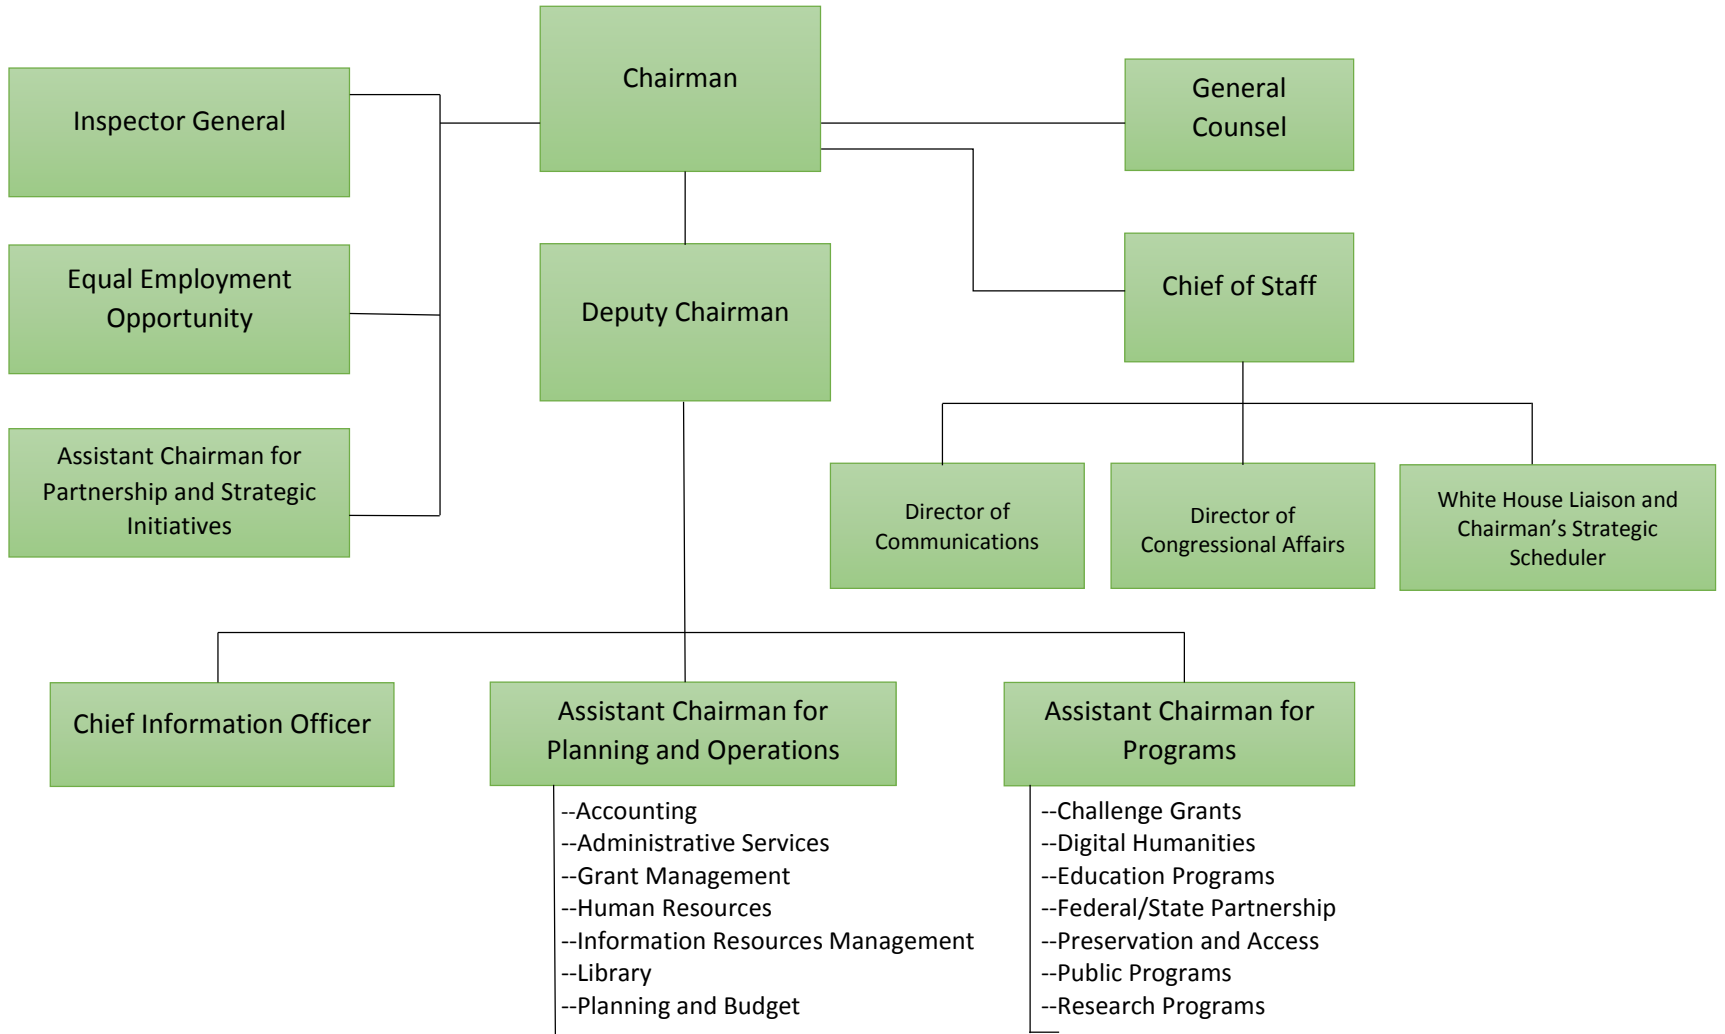 Chairman
Inspector General
General
Counsel
Equal Employment
Opportunity
Deputy Chairman
Chief of Staff
Assistant Chairman for
Partnership and Strategic
Initiatives
Director of
Communications
Director of
Congressional Affairs
White House Liaison and
Chairman’s Strategic
Scheduler
Chief Information Officer
Assistant Chairman for
Planning and Operations
--Accounting
--Administrative Services
--Grant Management
--Human Resources
--Information Resources Management
--Library
--Planning and Budget
Assistant Chairman for
Programs
--Challenge Grants
--Digital Humanities
--Education Programs
--Federal/State Partnership
--Preservation and Access
--Public Programs
--Research Programs